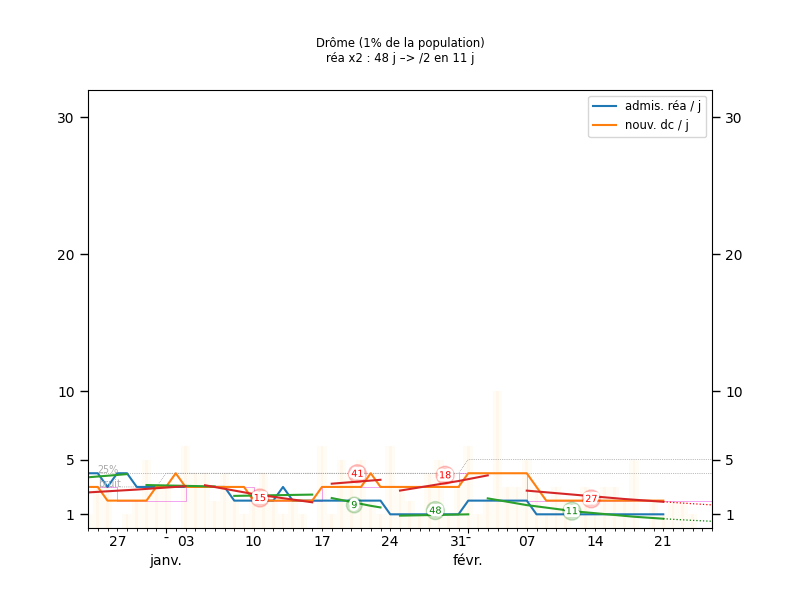 Drôme (1% de la population)
réa x2 : 48 j –> /2 en 11 j
admis. réa / j
nouv. dc / j
30 30
20 20
10 10
5 5
1 1
25%
41
18
15
9
48
11
27
27 03 10 17 24 31 07 14 21
janv. févr.